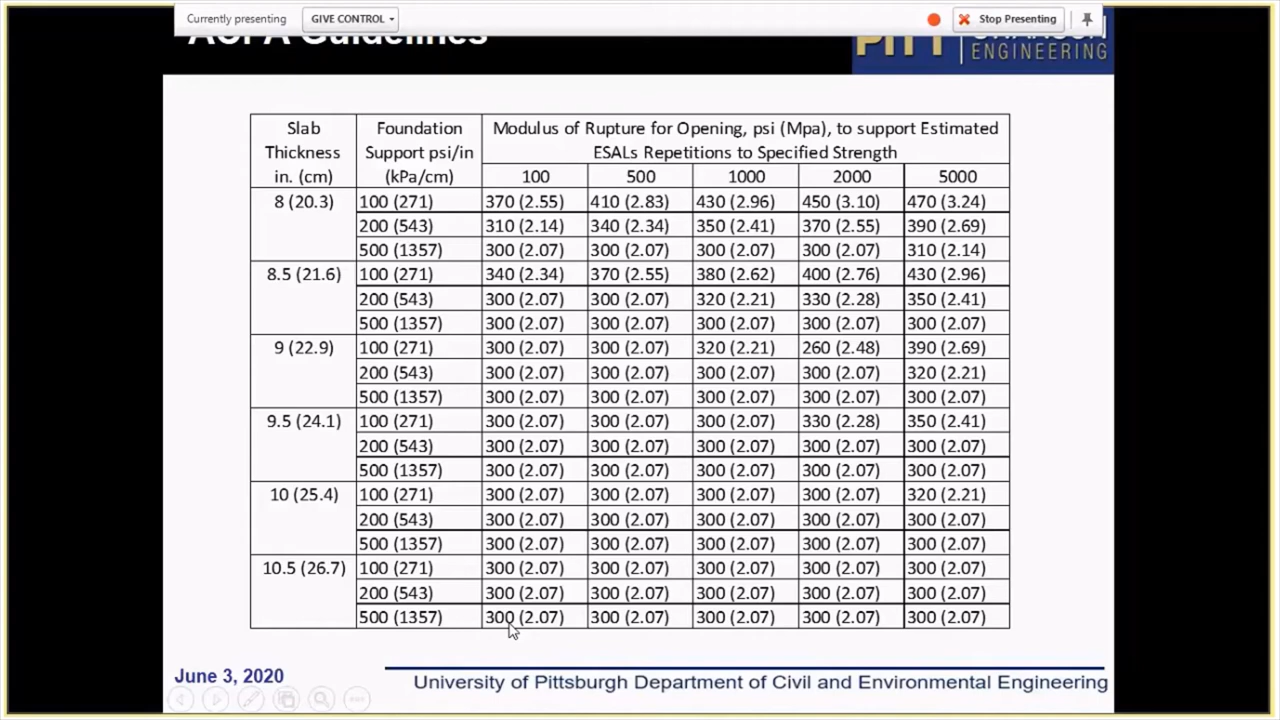 Currently presenting GIVE CONTROL Stop Presenting
ACPA Guidelines
PITT SWANSON ENGINEERING
Slab Thickness in. (cm) Foundation Support psi/in (kPa/cm) Modulus of Rupture for Opening, psi (Mpa), to support Estimated ESALs Repetitions to Specified Strength
100 500 1000 2000 5000
8 (20.3) 100 (271) 370 (2.55) 410 (2.83) 430 (2.96) 450 (3.10) 470 (3.24)
200 (543) 310 (2.14) 340 (2.34) 350 (2.41) 370 (2.55) 390 (2.69)
500 (1357) 300 (2.07) 300 (2.07) 300 (2.07) 300 (2.07) 310 (2.14)
8.5 (21.6) 100 (271) 340 (2.34) 370 (2.55) 380 (2.62) 400 (2.76) 430 (2.96)
200 (543) 300 (2.07) 300 (2.07) 320 (2.21) 330 (2.28) 350 (2.41)
500 (1357) 300 (2.07) 300 (2.07) 300 (2.07) 300 (2.07) 300 (2.07)
9 (22.9) 100 (271) 300 (2.07) 300 (2.07) 320 (2.21) 260 (2.48) 390 (2.69)
200 (543) 300 (2.07) 300 (2.07) 300 (2.07) 300 (2.07) 320 (2.21)
500 (1357) 300 (2.07) 300 (2.07) 300 (2.07) 300 (2.07) 300 (2.07)
9.5 (24.1) 100 (271) 300 (2.07) 300 (2.07) 300 (2.07) 330 (2.28) 350 (2.41)
200 (543) 300 (2.07) 300 (2.07) 300 (2.07) 300 (2.07) 300 (2.07)
500 (1357) 300 (2.07) 300 (2.07) 300 (2.07) 300 (2.07) 300 (2.07)
10 (25.4) 100 (271) 300 (2.07) 300 (2.07) 300 (2.07) 300 (2.07) 320 (2.21)
200 (543) 300 (2.07) 300 (2.07) 300 (2.07) 300 (2.07) 300 (2.07)
500 (1357) 300 (2.07) 300 (2.07) 300 (2.07) 300 (2.07) 300 (2.07)
10.5 (26.7) 100 (271) 300 (2.07) 300 (2.07) 300 (2.07) 300 (2.07) 300 (2.07)
200 (543) 300 (2.07) 300 (2.07) 300 (2.07) 300 (2.07) 300 (2.07)
500 (1357) 300 (2.07) 300 (2.07) 300 (2.07) 300 (2.07) 300 (2.07)
June 3, 2020
University of Pittsburgh Department of Civil and Environmental Engineering